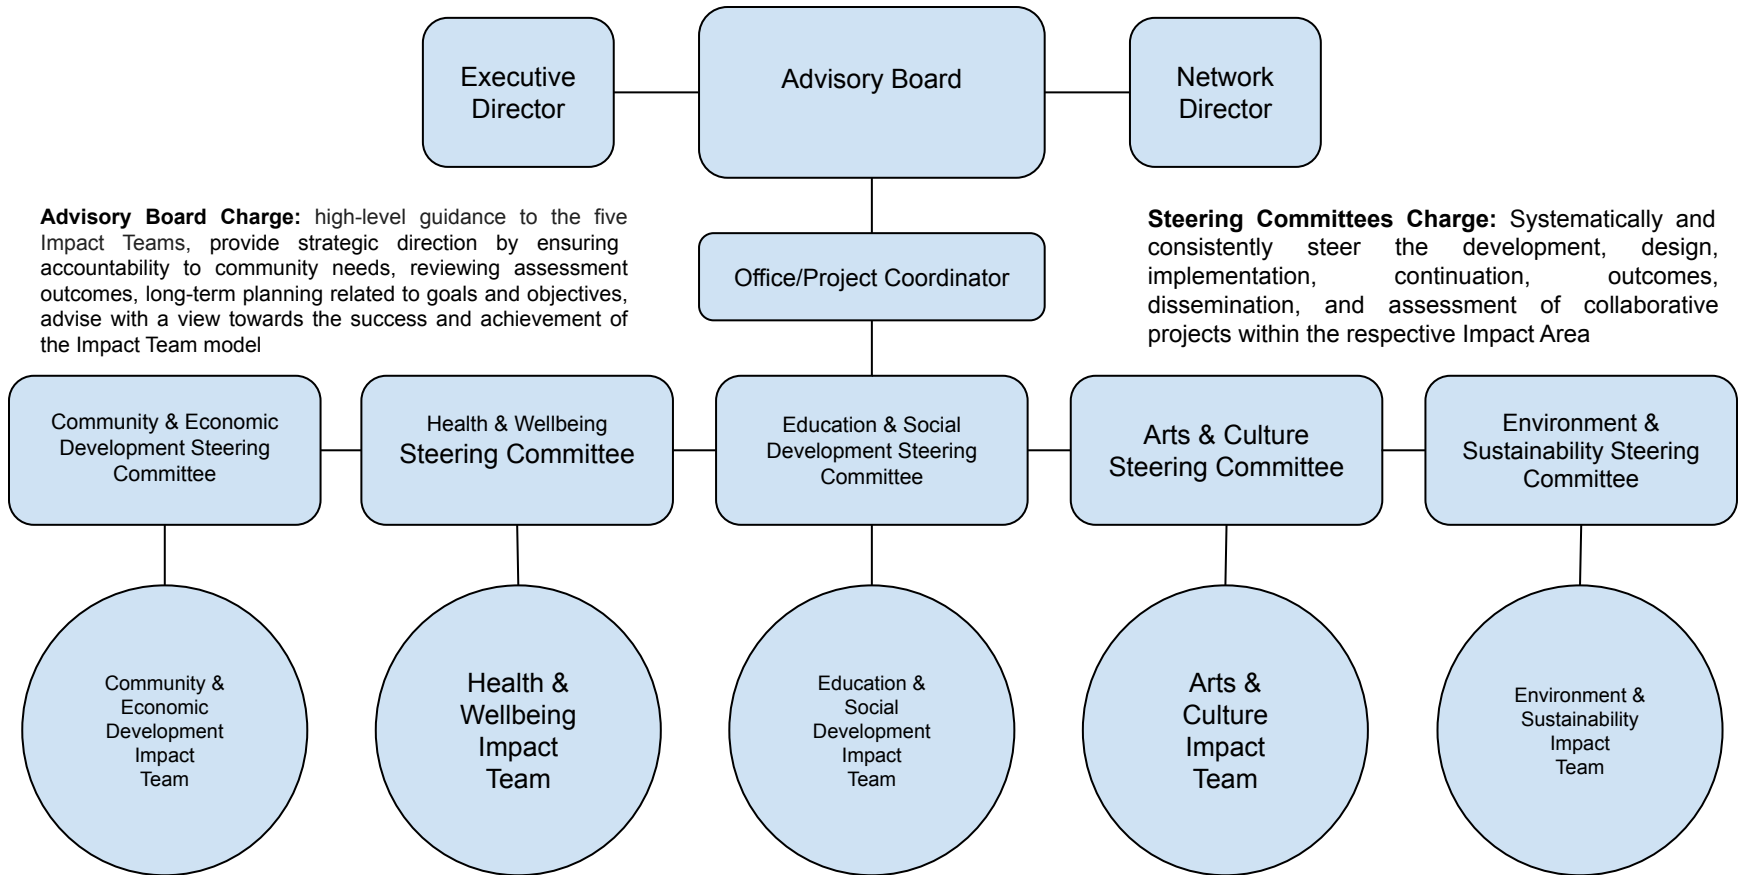 Executive
Director
Advisory Board
Network
Director
Advisory Board Charge: high-level guidance to the five
Impact Teams, provide strategic direction by ensuring
accountability to community needs, reviewing assessment
outcomes, long-term planning related to goals and objectives,
advise with a view towards the success and achievement of
the Impact Team model
Office/Project Coordinator
Steering Committees Charge: Systematically and
consistently steer the development, design,
implementation, continuation, outcomes,
dissemination, and assessment of collaborative
projects within the respective Impact Area
Community & Economic
Development Steering
Committee
Health & Wellbeing
Steering Committee
Education & Social
Development Steering
Committee
Arts & Culture
Steering Committee
Environment &
Sustainability Steering
Committee
Community &
Economic
Development
Impact
Team
Health &
Wellbeing
Impact
Team
Education &
Social
Development
Impact
Team
Arts &
Culture
Impact
Team
Environment &
Sustainability
Impact
Team